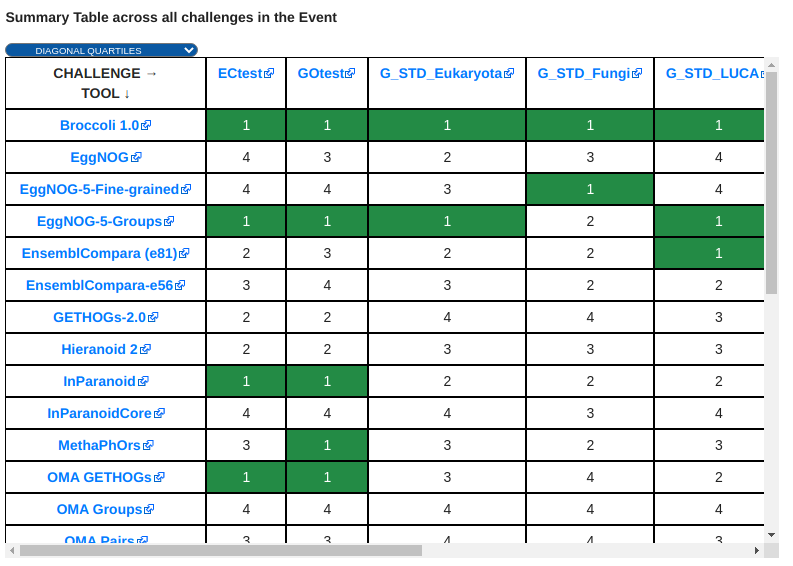 Summary Table across all challenges in the Event
DIAGONAL QUARTILES
CHALLENGE → ECtest GOtest G_STD_Eukaryota G_STD_Fungi G_STD_LUCA
TOOL ↓
Broccoli 1.0 1 1 1 1 1
EggNOG 4 3 2 3 4
EggNOG-5-Fine-grained 4 4 3 1 4
EggNOG-5-Groups 1 1 1 2 1
EnsemblCompara (e81) 2 3 2 2 1
EnsemblCompara-e56 3 4 3 2 2
GETHOGs-2.0 2 2 4 4 3
Hieranoid 2 2 2 3 3 3
InParanoid 1 1 2 2 2
InParanoidCore 4 4 4 3 4
MethaPhOrs 3 1 3 2 3
OMA GETHOGs 1 1 3 4 2
OMA Groups 4 4 4 4 4
OMA Pairs 3 3 4 4 3